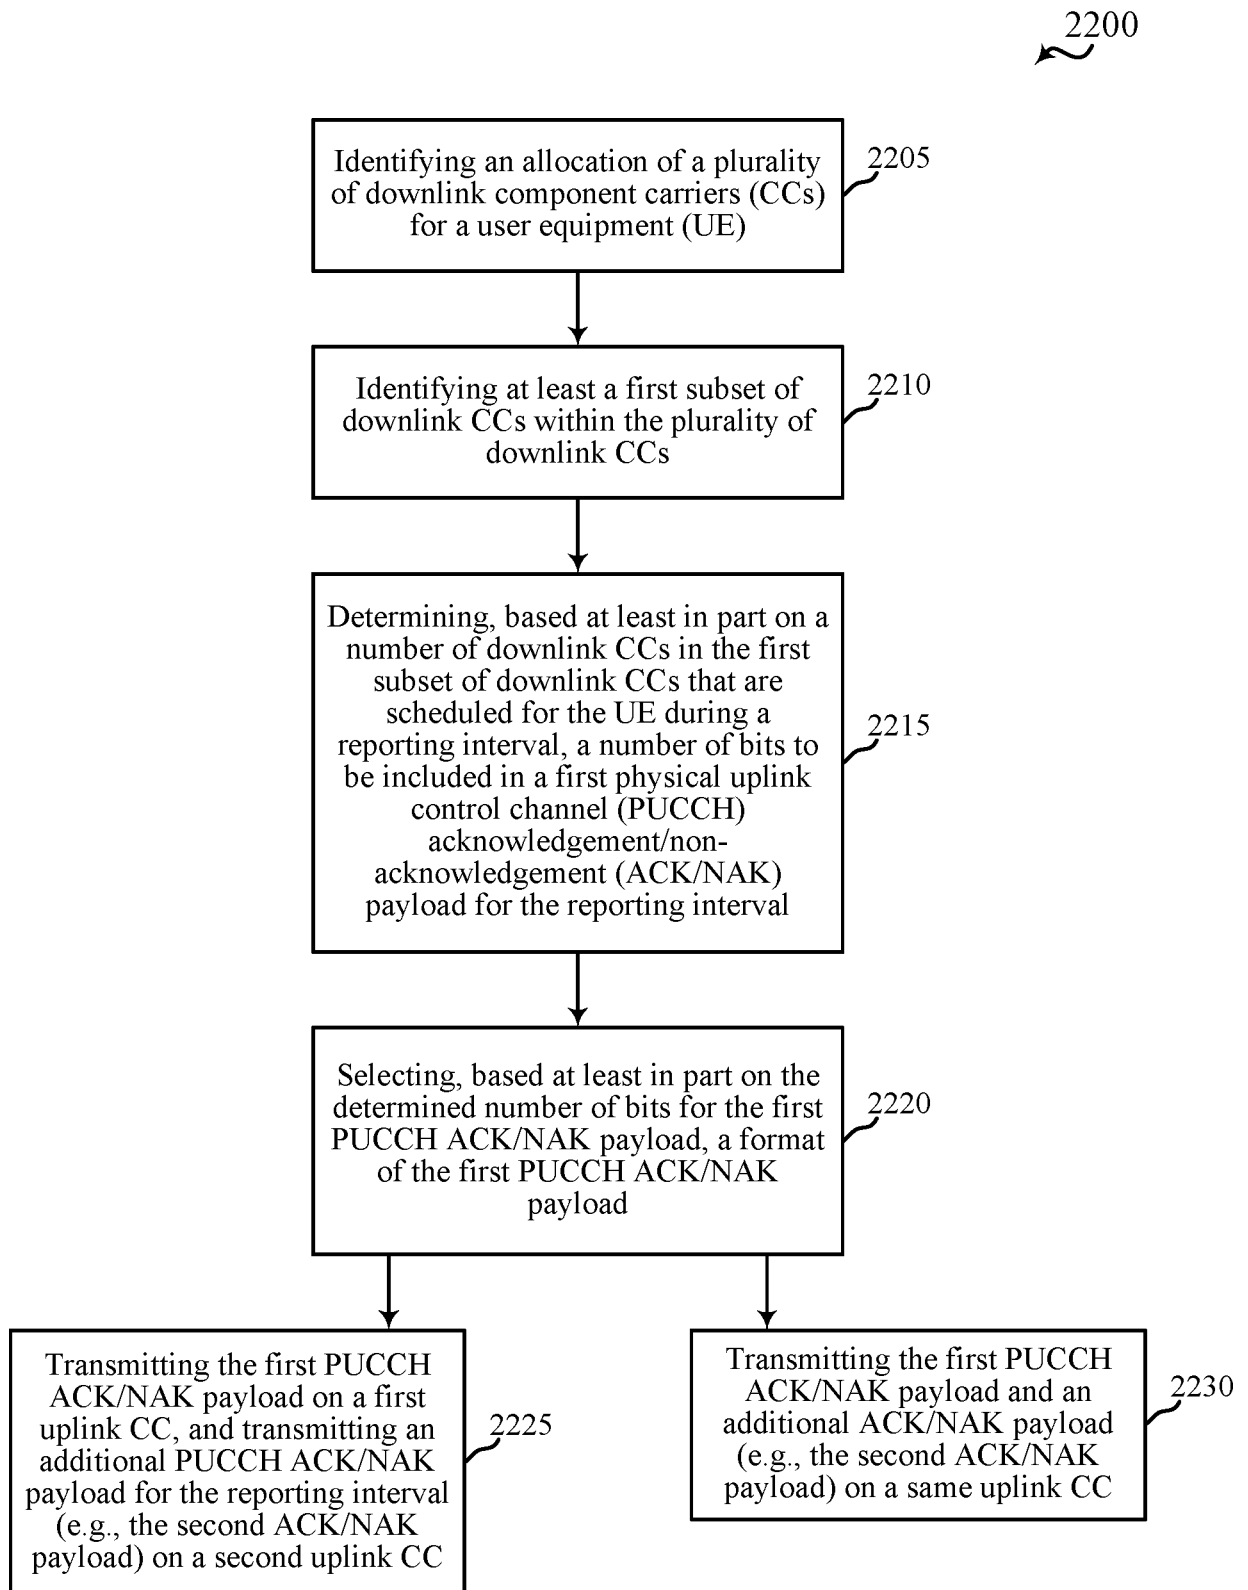 2200
Identifying an allocation of a plurality
of downlink component carriers (CCs)
for a user equipment (UE)
2205
Identifying at least a first subset of
downlink CCs within the plurality of
downlink CCs
2210
Determining, based at least in part on a
number of downlink CCs in the first
subset of downlink CCs that are
scheduled for the UE during a
reporting interval, a number of bits to
be included in a first physical uplink
control channel (PUCCH)
acknowledgement/non-
acknowledgement (ACK/NAK)
payload for the reporting interval
2215
Selecting, based at least in part on the
determined number of bits for the first
PUCCH ACK/NAK payload, a format
of the first PUCCH ACK/NAK
payload
2220
Transmitting the first PUCCH
ACK/NAK payload on a first
uplink CC, and transmitting an
additional PUCCH ACK/NAK
payload for the reporting interval
(e.g., the second ACK/NAK
payload) on a second uplink CC
2225
Transmitting the first PUCCH
ACK/NAK payload and an
additional ACK/NAK payload
(e.g., the second ACK/NAK
payload) on a same uplink CC
2230